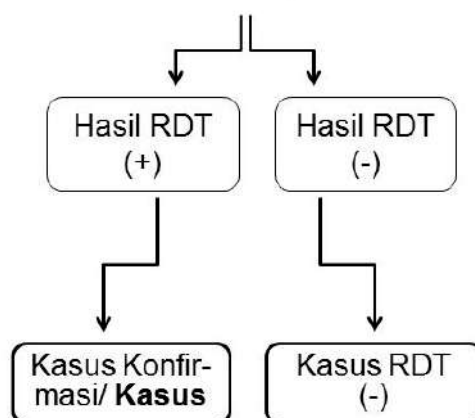 Hasil RDT
(+)
Hasil RDT
(-)
Kasus Konfir-
masi/ Kasus
Kasus RDT
(-)